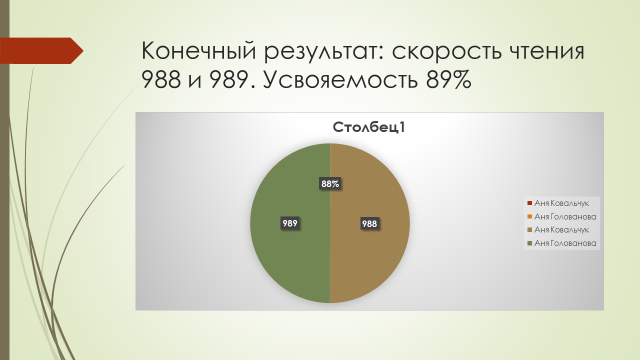 Конечный результат: скорость чтения
988 и 989. Усвояемость 89%
Столбец1
88%
989
988
Аня Ковальчук
Аня Голованова
Аня Ковальчук
Аня Голованова